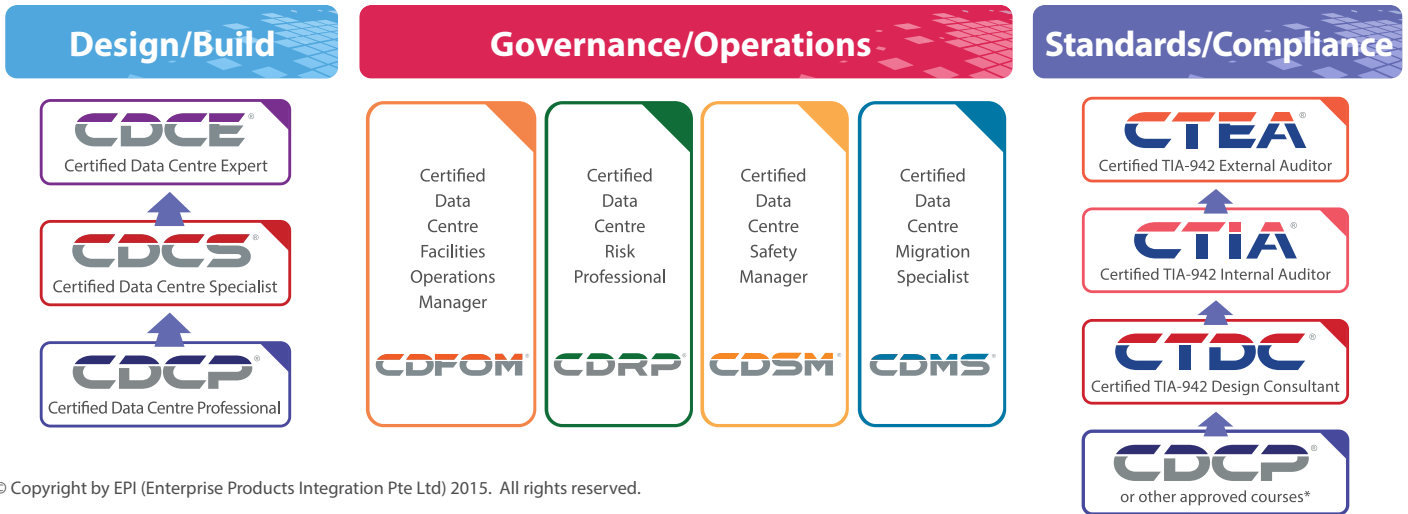 Design/Build
CDCE®
Certified Data Centre Expert
CDCS®
Certified Data Centre Specialist
CDCP®
Certified Data Centre Professional
Governance/Operations
Certified
Data
Centre
Facilities
Operations
Manager
CDFOM®
Certified
Data
Centre
Risk
Professional
CDRP®
Certified
Data
Centre
Safety
Manager
CDSM®
Certified
Data
Centre
Migration
Specialist
CDMS®
Standards/Compliance
CTEA®
Certified TIA-942 External Auditor
CTIA®
Certified TIA-942 Internal Auditor
CTDC®
Certified TIA-942 Design Consultant
CDCP®
or other approved courses*
© Copyright by EPI (Enterprise Products Integration Pte Ltd) 2015. All rights reserved.